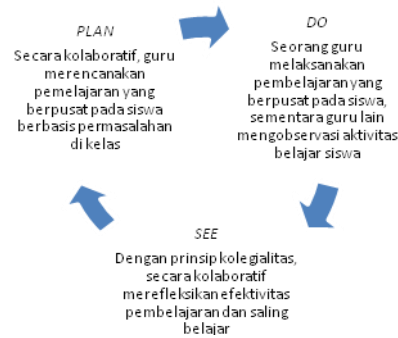 PLAN
Secara kolaboratif, guru
merencanakan
pemelajaran yang
berpusat pada siswa
berbasis permasalahan
di kelas
DO
Seorang guru
melaksanakan
pembelajaran yang
berpusat pada siswa,
sementara guru lain
mengobservasi aktivitas
belajar siswa
SEE
Dengan prinsip kolegialitas,
secara kolaboratif
merefleksikan efektivitas
pembelajaran dan saling
belajar